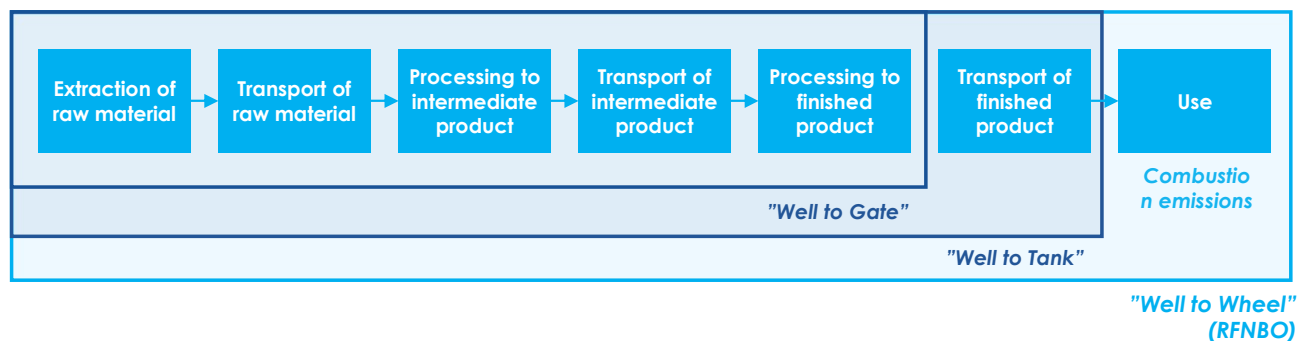 Extraction of
raw material
Transport of
raw material
Processing to
intermediate
product
Transport of
intermediate
product
Processing to
finished
product
Transport of
finished
product
Use
Combustio
n emissions
”Well to Gate”
”Well to Tank”
”Well to Wheel”
(RFNBO)